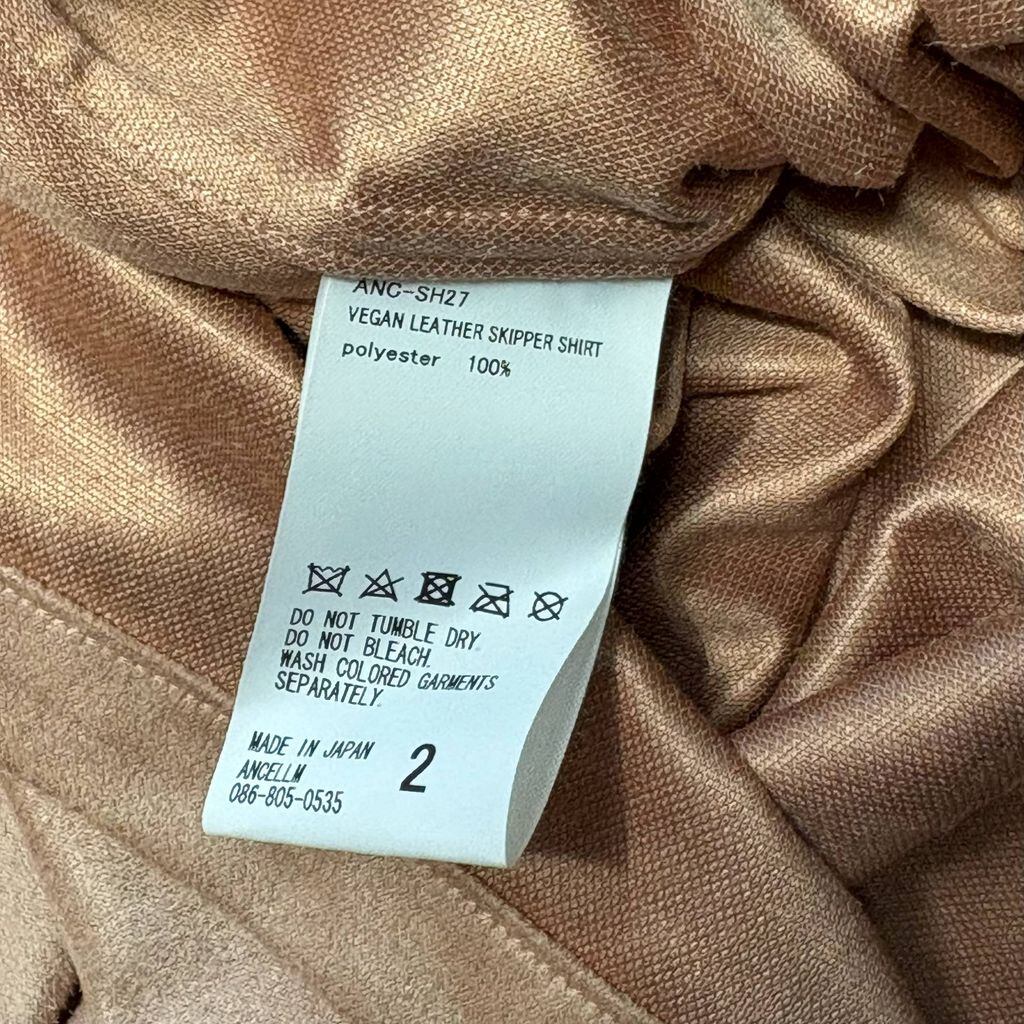 ANC-SH27
VEGAN LEATHER SKIPPER SHIRT
polyester 100%
DO NOT TUMBLE DRY.
DO NOT BLEACH.
WASH COLORED GARMENTS
SEPARATELY.
MADE IN JAPAN
ANCELLM
086-805-0535
2